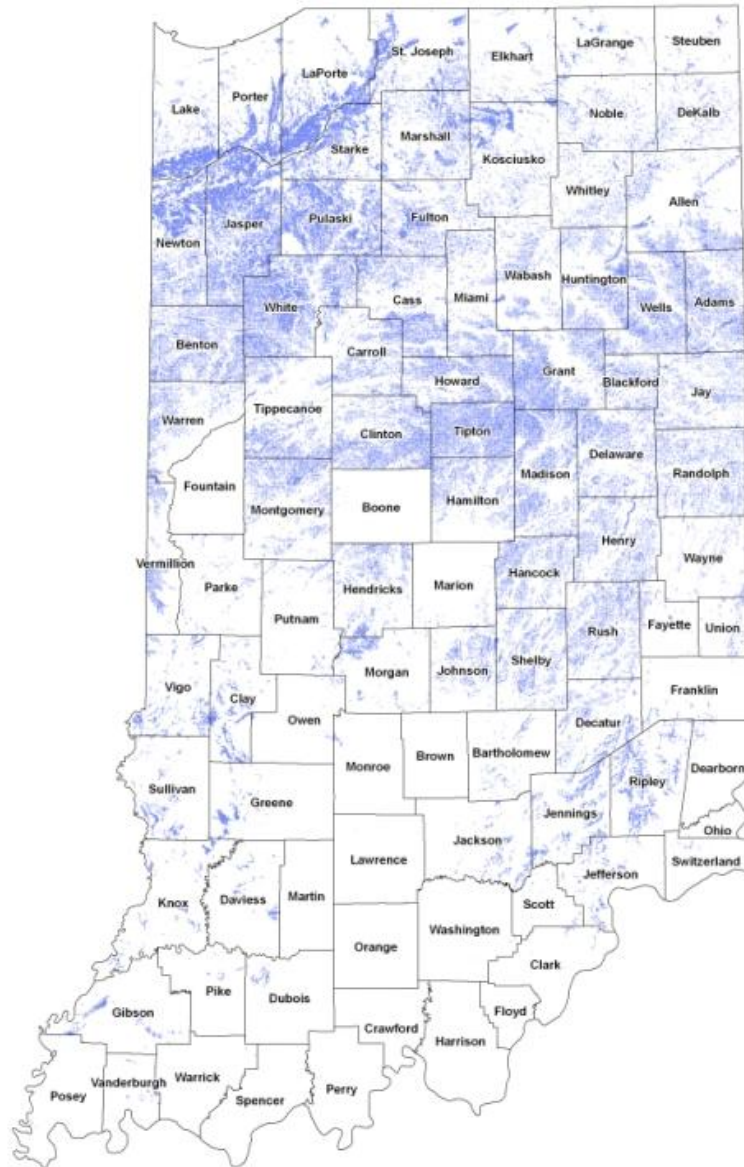 St. Joseph
Elkhart
LaGrange
Steuben
LaPorte
Lake
Porter
Noble
DeKalb
Starke
Marshall
Kosciusko
Whitley
Allen
Newton
Jasper
Pulaski
Fulton
White
Cass
Miami
Wabash
Huntington
Wells
Adams
Benton
Carroll
Howard
Grant
Blackford
Jay
Warren
Tippecanoe
Clinton
Tipton
Madison
Delaware
Randolph
Fountain
Montgomery
Boone
Hamilton
Henry
Wayne
Vermillion
Parke
Putnam
Hendricks
Marion
Hancock
Rush
Fayette
Union
Vigo
Clay
Morgan
Johnson
Shelby
Franklin
Owen
Decatur
Sullivan
Greene
Monroe
Brown
Bartholomew
Ripley
Dearborn
Jennings
Ohio
Jackson
Switzerland
Knox
Daviess
Martin
Lawrence
Jefferson
Scott
Washington
Orange
Clark
Gibson
Pike
Dubois
Crawford
Floyd
Harrison
Posey
Vanderburgh
Warrick
Spencer
Perry